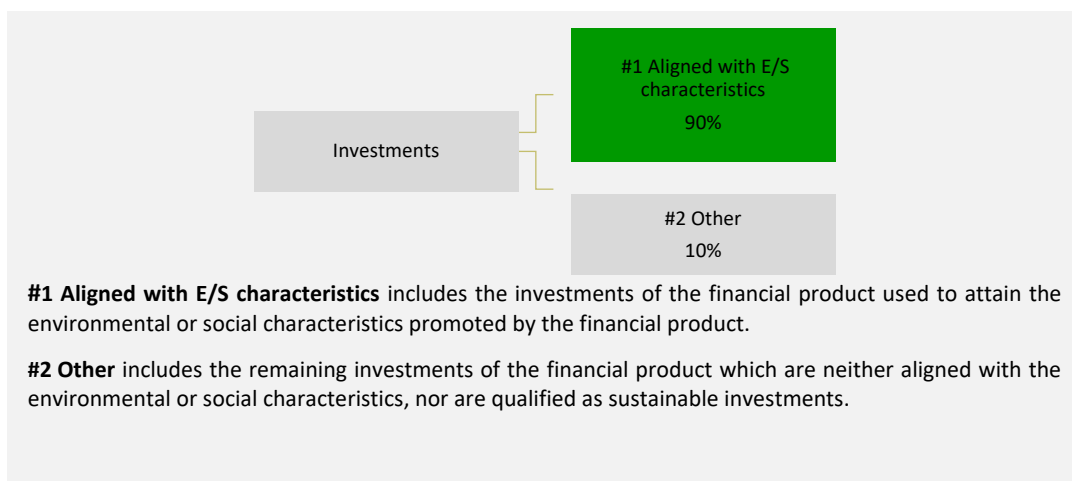 #1 Aligned with E/S
characteristics
90%
Investments
#2 Other
10%
#1 Aligned with E/S characteristics includes the investments of the financial product used to attain the
environmental or social characteristics promoted by the financial product.
#2 Other includes the remaining investments of the financial product which are neither aligned with the
environmental or social characteristics, nor are qualified as sustainable investments.